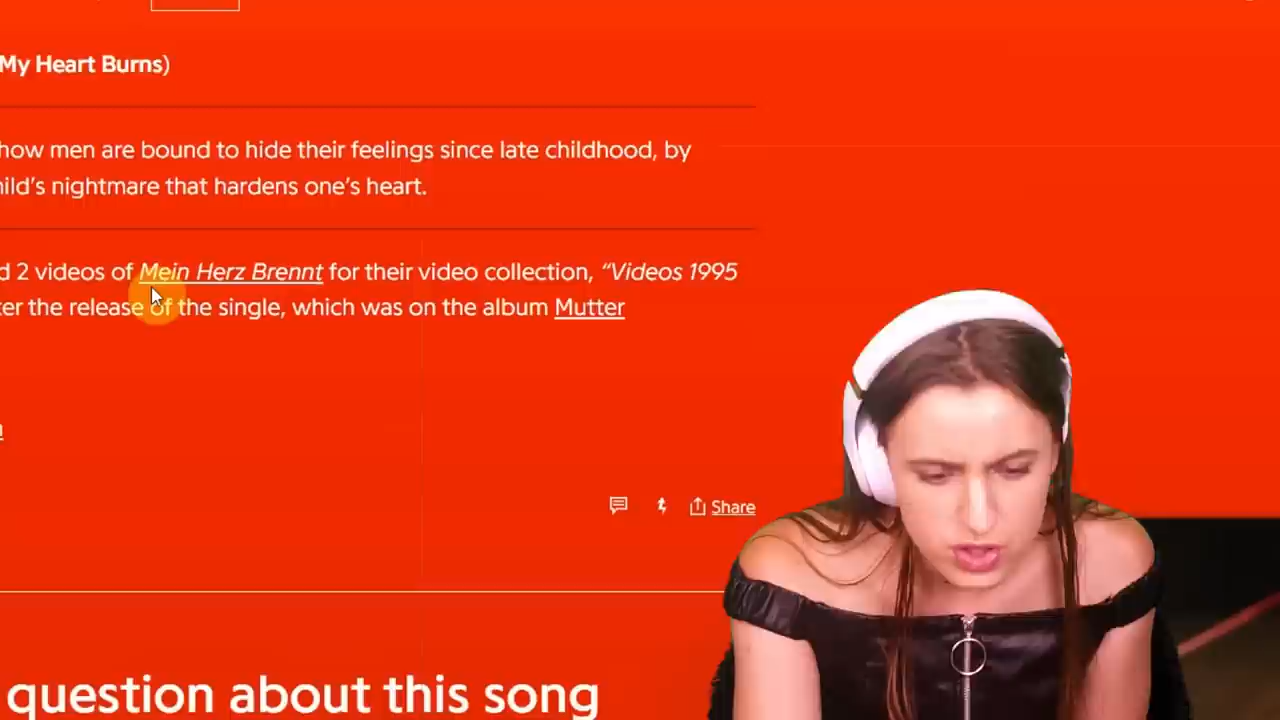 My Heart Burns)
how men are bound to hide their feelings since late childhood, by
nightmare that hardens one's heart.
2 videos of Mein Herz Brennt for their video collection, “Videos 1995
the release of the single, which was on the album Mutter
Share
question about this song